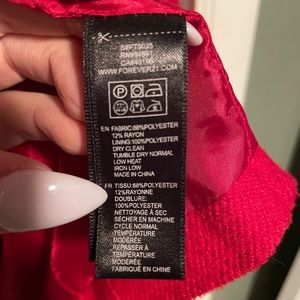 WWW.FOREVER21.COM
EN FABRIC:88%POLYESTER
12% RAYON
LINING:100%POLYESTER
DRY CLEAN
TUMBLE DRY NORMAL
LOW HEAT
IRON LOW
MADE IN CHINA
FR TISSU:88%POLYESTER
12%RAYONNE
DOUBLURE:
100%POLYESTER
NETTOYAGE À SEC
SÉCHER EN MACHINE
CYCLE NORMAL
TEMPÉRATURE
MODÉRÉE
REPASSER À
TEMPÉRATURE
MODÉRÉE
FABRIQUÉ EN CHINE